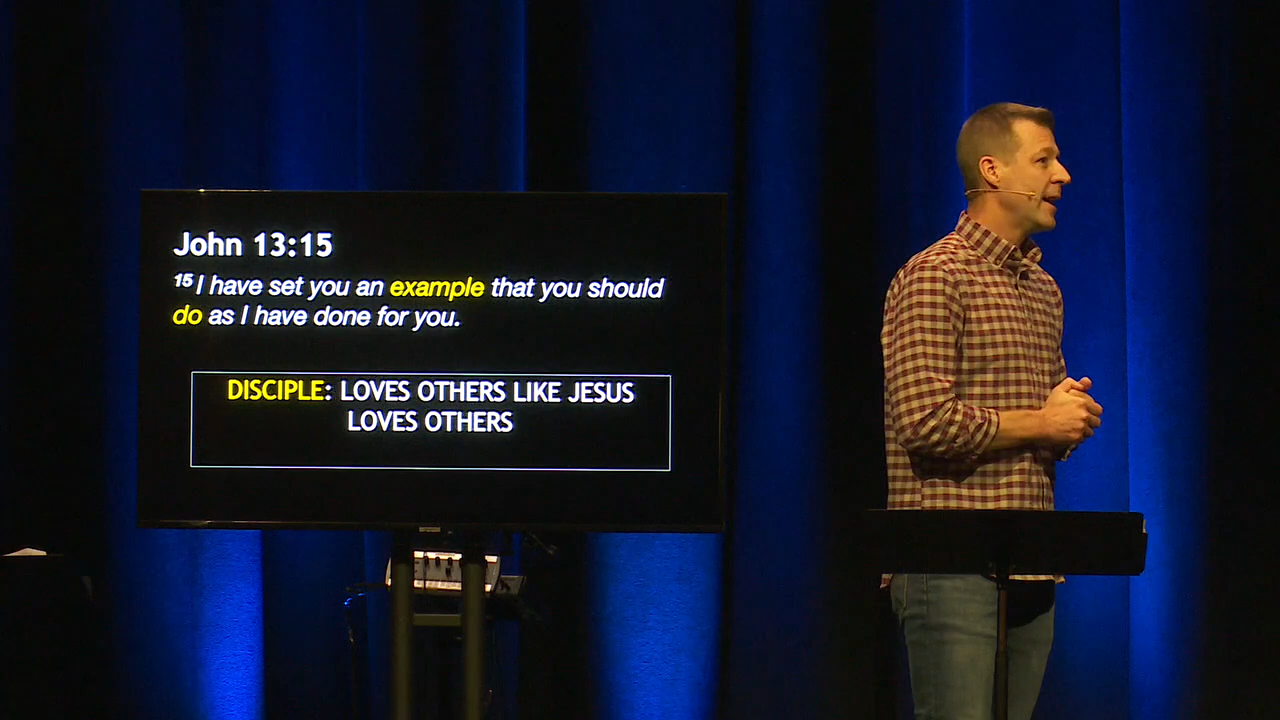 John 13:15
¹⁵ I have set you an example that you should
do as I have done for you.
DISCIPLE: LOVES OTHERS LIKE JESUS
LOVES OTHERS